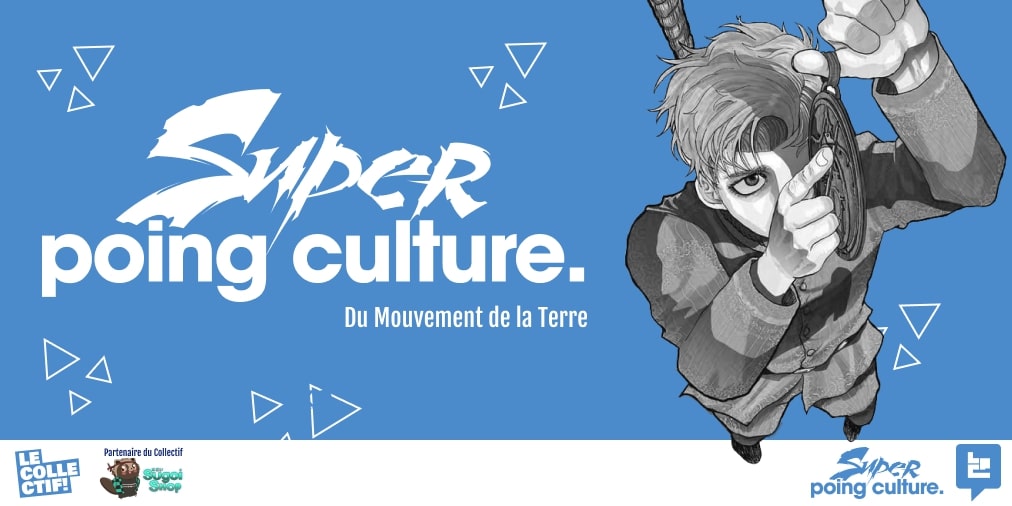 Super
poing culture.
Du Mouvement de la Terre
LE
COLLE
CTIF!
Partenaire du Collectif
Sugoi
Shop
Super
poing culture.